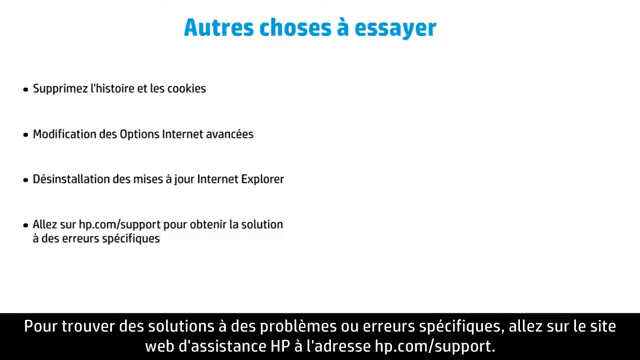 Autres choses à essayer
• Supprimez l'histoire et les cookies
• Modification des Options Internet avancées
• Désinstallation des mises à jour Internet Explorer
• Allez sur hp.com/support pour obtenir la solution
à des erreurs spécifiques
Pour trouver des solutions à des problèmes ou erreurs spécifiques, allez sur le site
web d'assistance HP à l'adresse hp.com/support.